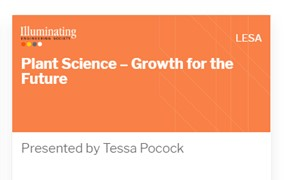 Illuminating
ENGINEERING SOCIETY
LESA
Plant Science – Growth for the
Future
Presented by Tessa Pocock